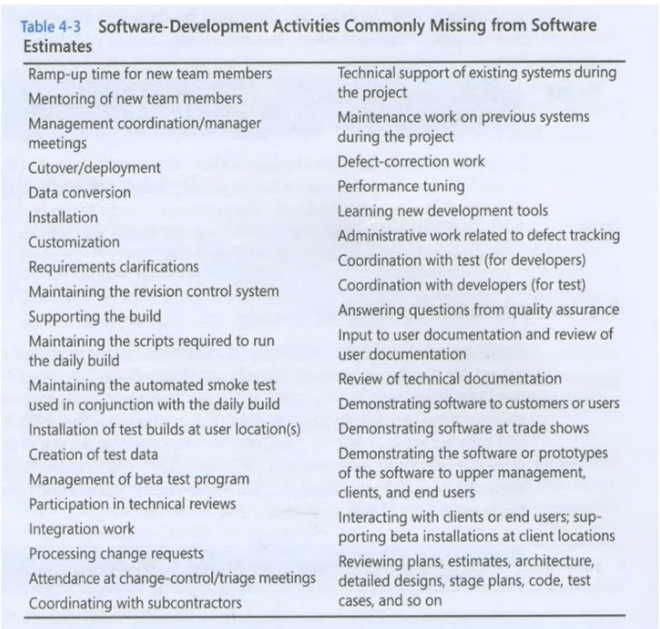 Table 4-3 Software-Development Activities Commonly Missing from Software
Estimates
Ramp-up time for new team members
Mentoring of new team members
Management coordination/manager
meetings
Cutover/deployment
Data conversion
Installation
Customization
Requirements clarifications
Maintaining the revision control system
Supporting the build
Maintaining the scripts required to run
the daily build
Maintaining the automated smoke test
used in conjunction with the daily build
Installation of test builds at user location(s)
Creation of test data
Management of beta test program
Participation in technical reviews
Integration work
Processing change requests
Attendance at change-control/triage meetings
Coordinating with subcontractors
Technical support of existing systems during
the project
Maintenance work on previous systems
during the project
Defect-correction work
Performance tuning
Learning new development tools
Administrative work related to defect tracking
Coordination with test (for developers)
Coordination with developers (for test)
Answering questions from quality assurance
Input to user documentation and review of
user documentation
Review of technical documentation
Demonstrating software to customers or users
Demonstrating software at trade shows
Demonstrating the software or prototypes
of the software to upper management,
clients, and end users
Interacting with clients or end users; sup-
porting beta installations at client locations
Reviewing plans, estimates, architecture,
detailed designs, stage plans, code, test
cases, and so on